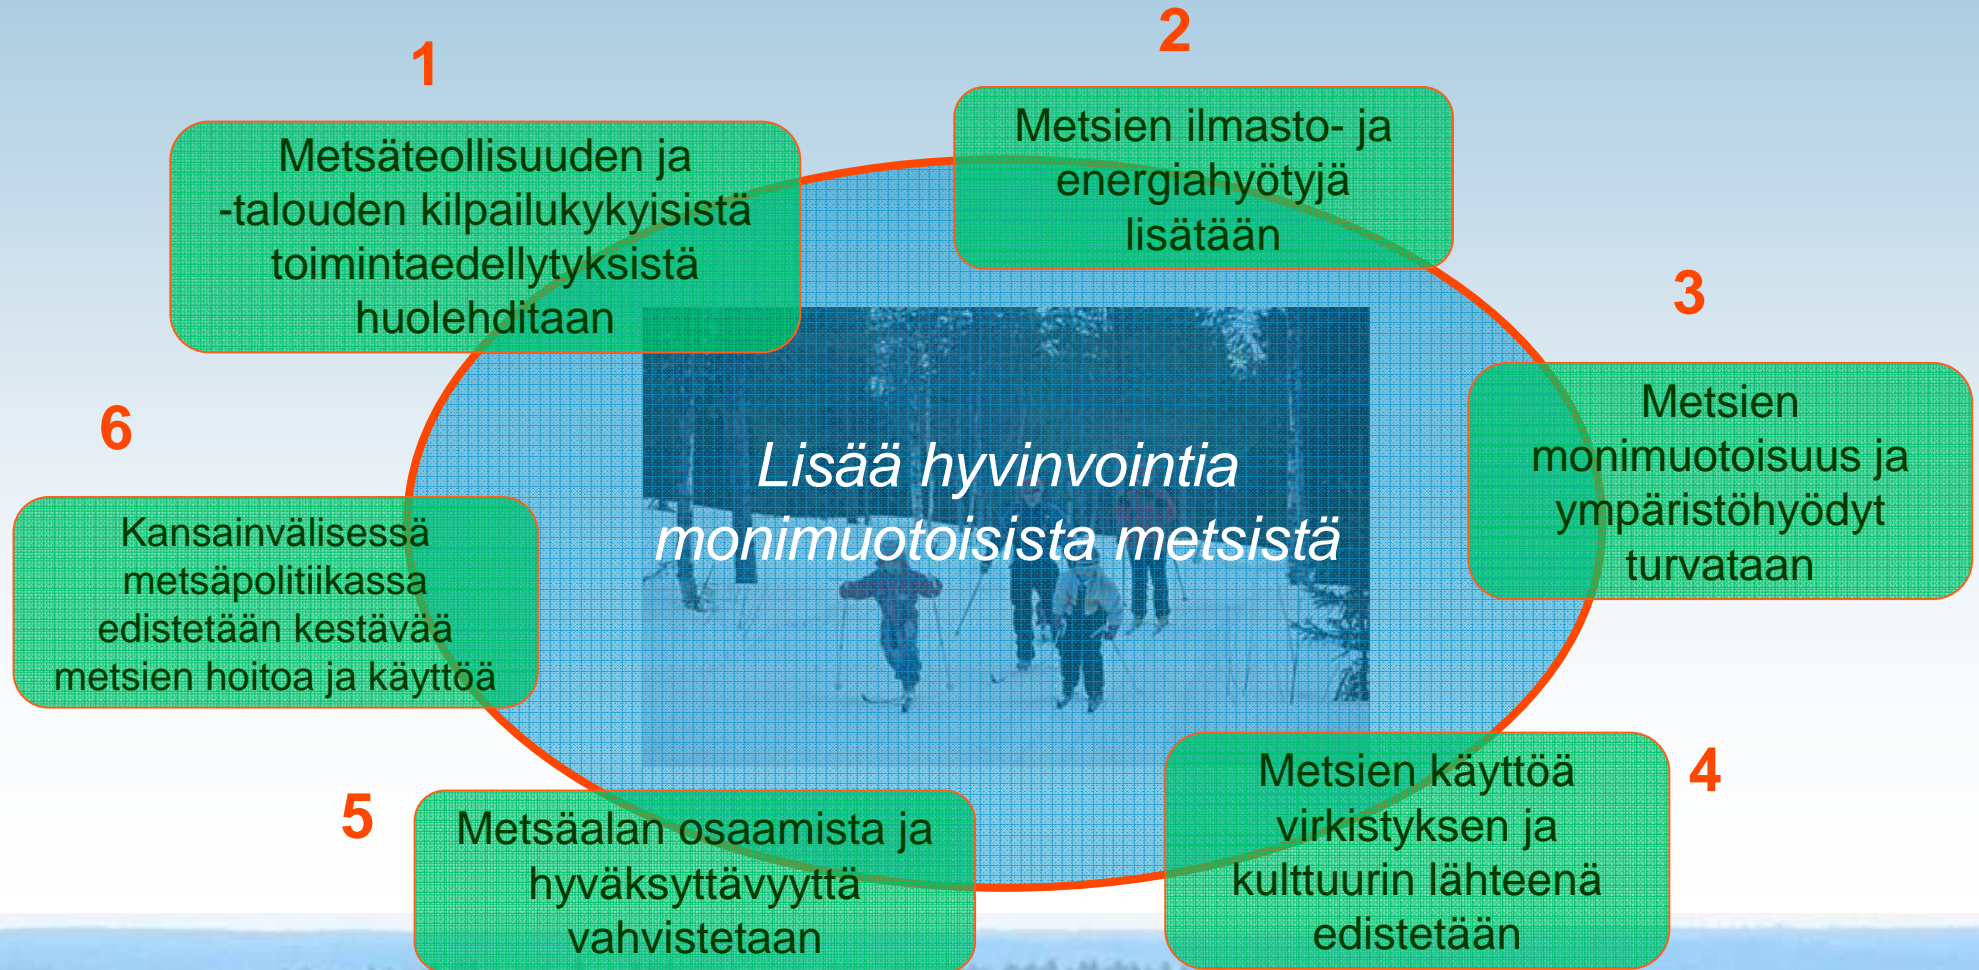 1
Metsäteollisuuden ja
-talouden kilpailukykyisistä
toimintaedellytyksistä
huolehditaan
2
Metsien ilmasto- ja
energiahyötyjä
lisätään
3
Metsien
monimuotoisuus ja
ympäristöhyödyt
turvataan
4
Metsien käyttöä
virkistyksen ja
kulttuurin lähteenä
edistetään
5
Metsäalan osaamista ja
hyväksyttävyyttä
vahvistetaan
6
Kansainvälisessä
metsäpolitiikassa
edistetään kestävää
metsien hoitoa ja käyttöä
Lisää hyvinvointia
monimuotoisista metsistä